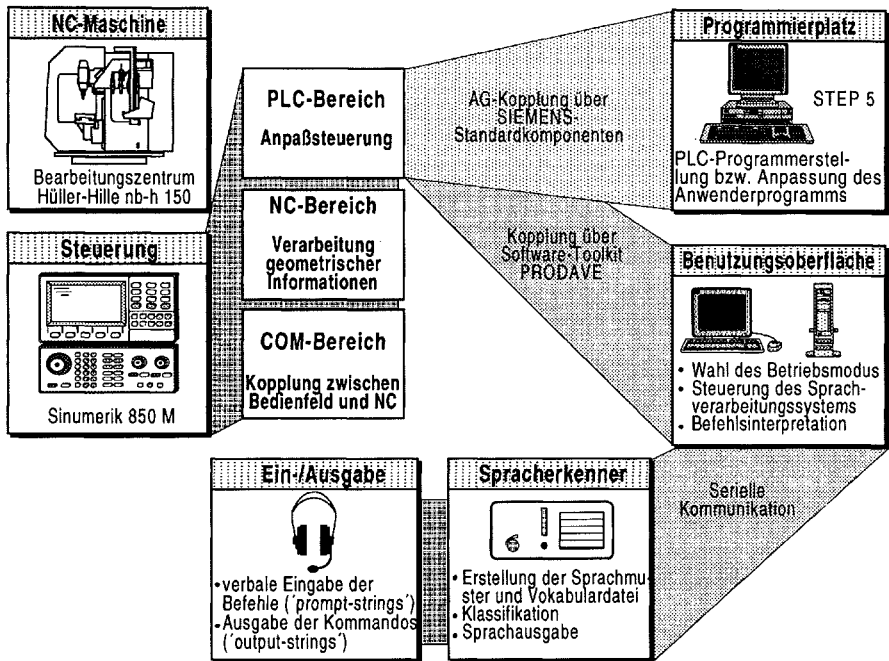 NC-Maschine
Bearbeitungszentrum
Hüller-Hille nb-h 150
Steuerung
Sinumerik 850 M
PLC-Bereich
Anpaßsteuerung
NC-Bereich
Verarbeitung
geometrischer
Informationen
COM-Bereich
Kopplung zwischen
Bedienfeld und NC
AG-Kopplung über
SIEMENS-
Standardkomponenten
Kopplung über
Software-Toolkit
PRODAVE
Programmierplatz
STEP 5
PLC-Programmerstel-
lung bzw. Anpassung des
Anwenderprogramms
Benutzungsoberfläche
• Wahl des Betriebsmodus
• Steuerung des Sprach-
verarbeitungssystems
• Befehlsinterpretation
Ein-/Ausgabe
• verbale Eingabe der
Befehle (´prompt-strings´)
• Ausgabe der Kommandos
(´output-strings´)
Spracherkenner
• Erstellung der Sprachmu-
ster und Vokabulardatei
• Klassifikation
• Sprachausgabe
Serielle
Kommunikation